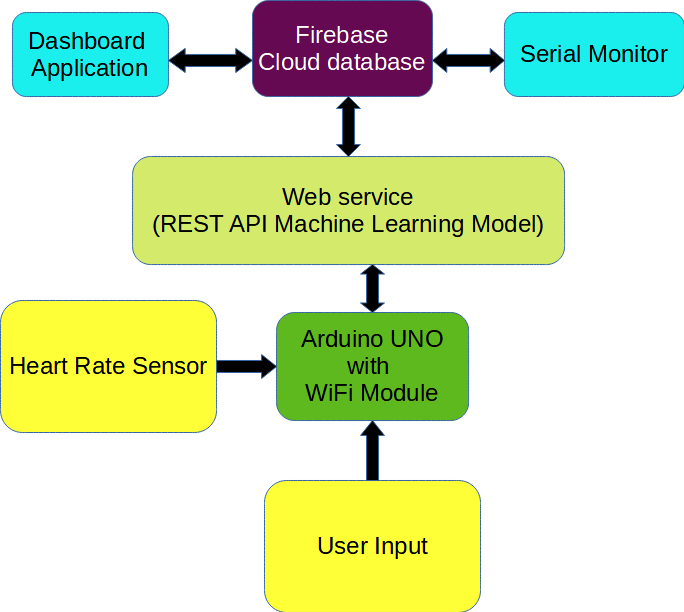 Dashboard
Application
Firebase
Cloud database
Serial Monitor
Web service
(REST API Machine Learning Model)
Heart Rate Sensor
Arduino UNO
with
WiFi Module
User Input